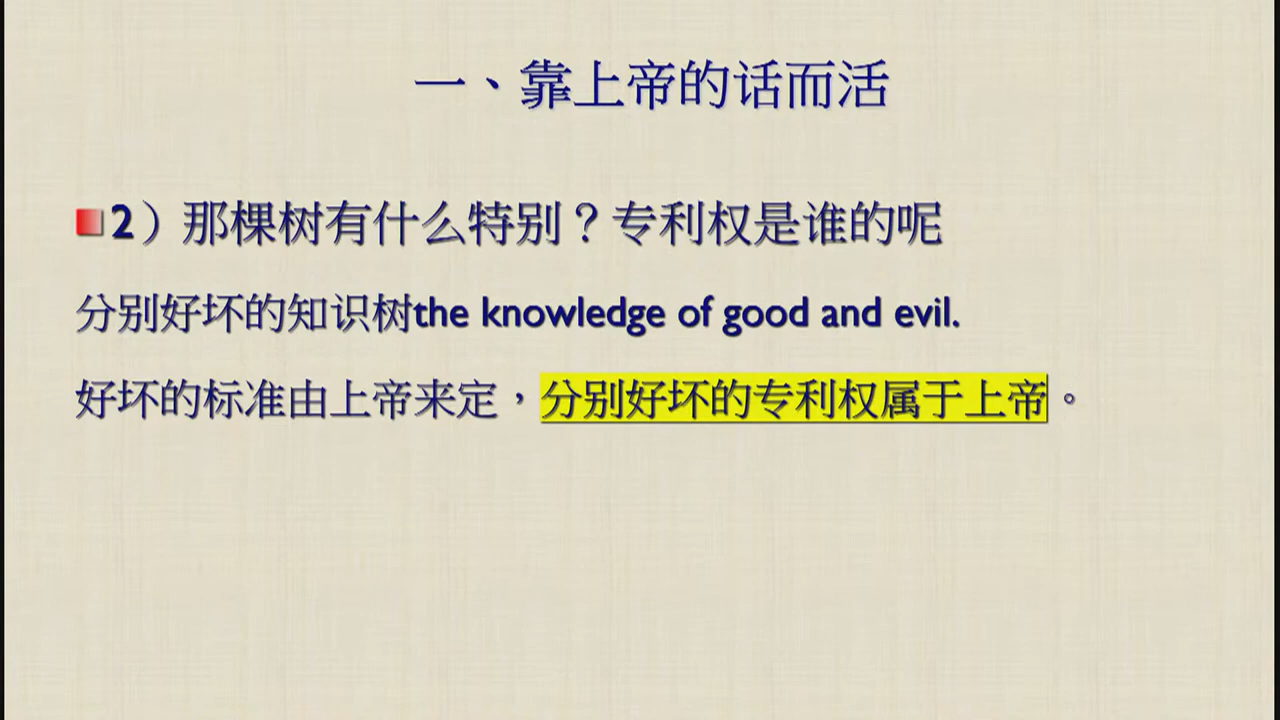 一、靠上帝的话而活
2）那棵树有什么特别？专利权是谁的呢
分别好坏的知识树the knowledge of good and evil.
好坏的标准由上帝来定，分别好坏的专利权属于上帝。